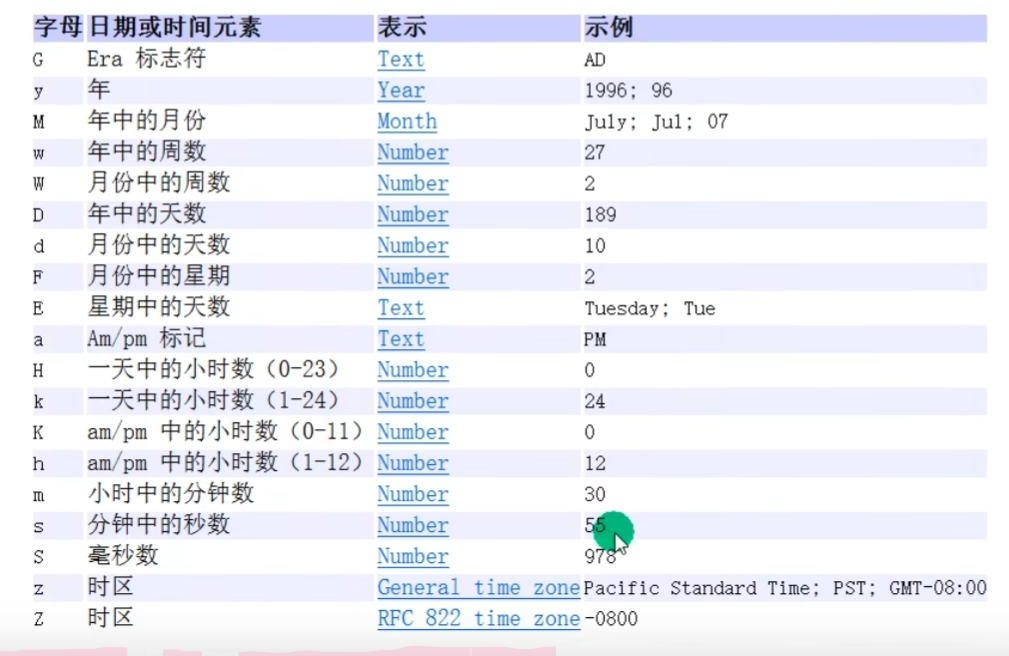 字母 日期或时间元素 表示 示例
G Era 标志符 Text AD
y 年 Year 1996; 96
M 年中的月份 Month July; Jul; 07
w 年中的周数 Number 27
W 月份中的周数 Number 2
D 年中的天数 Number 189
d 月份中的天数 Number 10
F 月份中的星期 Number 2
E 星期中的天数 Text Tuesday; Tue
a Am/pm 标记 Text PM
H 一天中的小时数（0-23） Number 0
k 一天中的小时数（1-24） Number 24
K am/pm 中的小时数（0-11） Number 0
h am/pm 中的小时数（1-12） Number 12
m 小时中的分钟数 Number 30
s 分钟中的秒数 Number 55
S 毫秒数 Number 978
z 时区 General time zone Pacific Standard Time; PST; GMT-08:00
Z 时区 RFC 822 time zone -0800